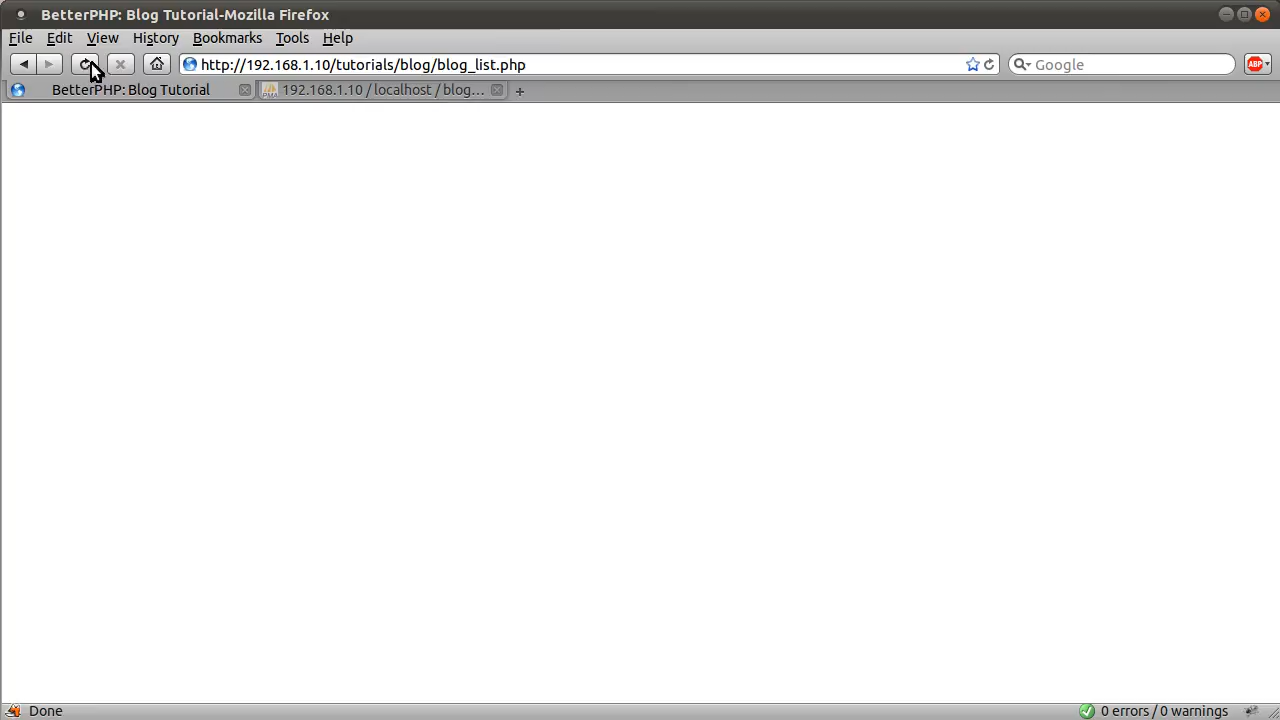 BetterPHP: Blog Tutorial-Mozilla Firefox
File Edit View History Bookmarks Tools Help
http://192.168.1.10/tutorials/blog/blog_list.php Google ABP
BetterPHP: Blog Tutorial 192.168.1.10 / localhost / blog... +
Done 0 errors / 0 warnings